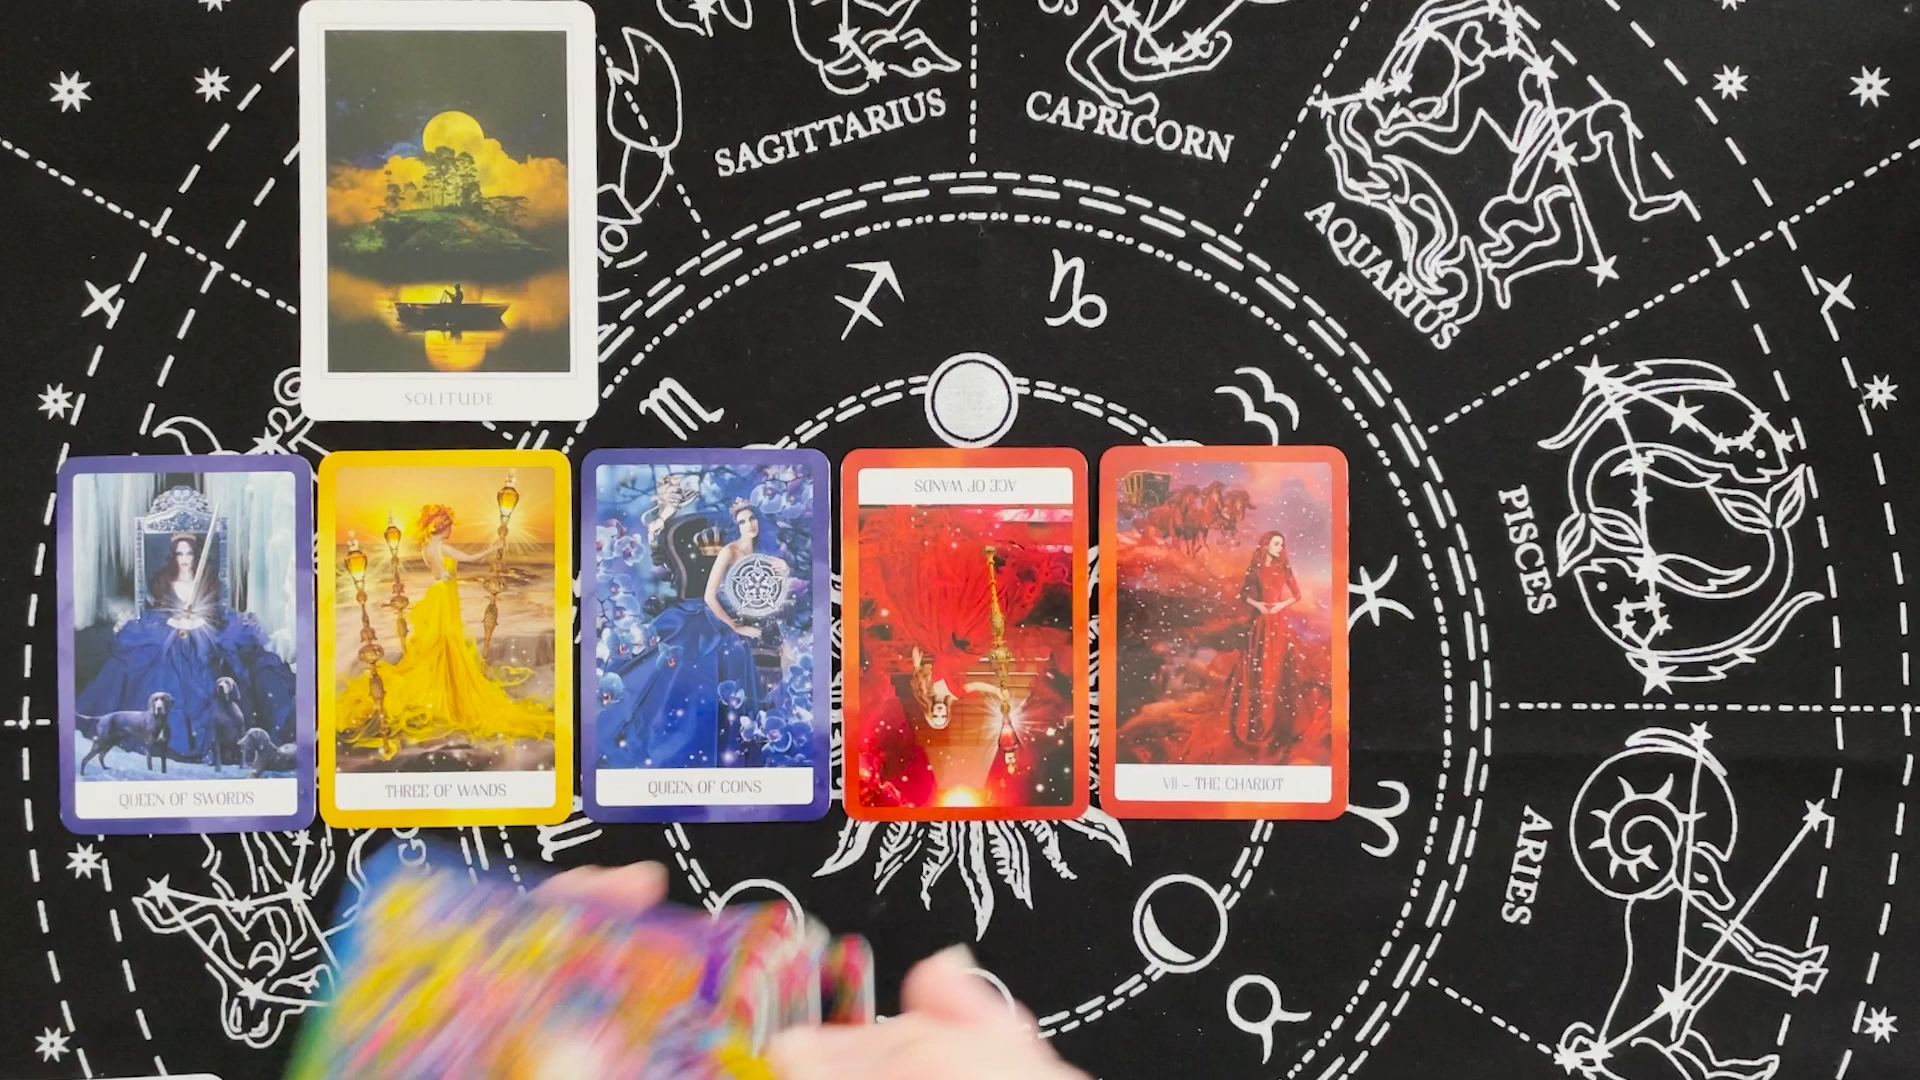 SAGITTARIUS
CAPRICORN
AQUARIUS
SOLITUDE
PISCES
ACE OF WANDS
QUEEN OF SWORDS
THREE OF WANDS
QUEEN OF COINS
VII - THE CHARIOT
ARIES